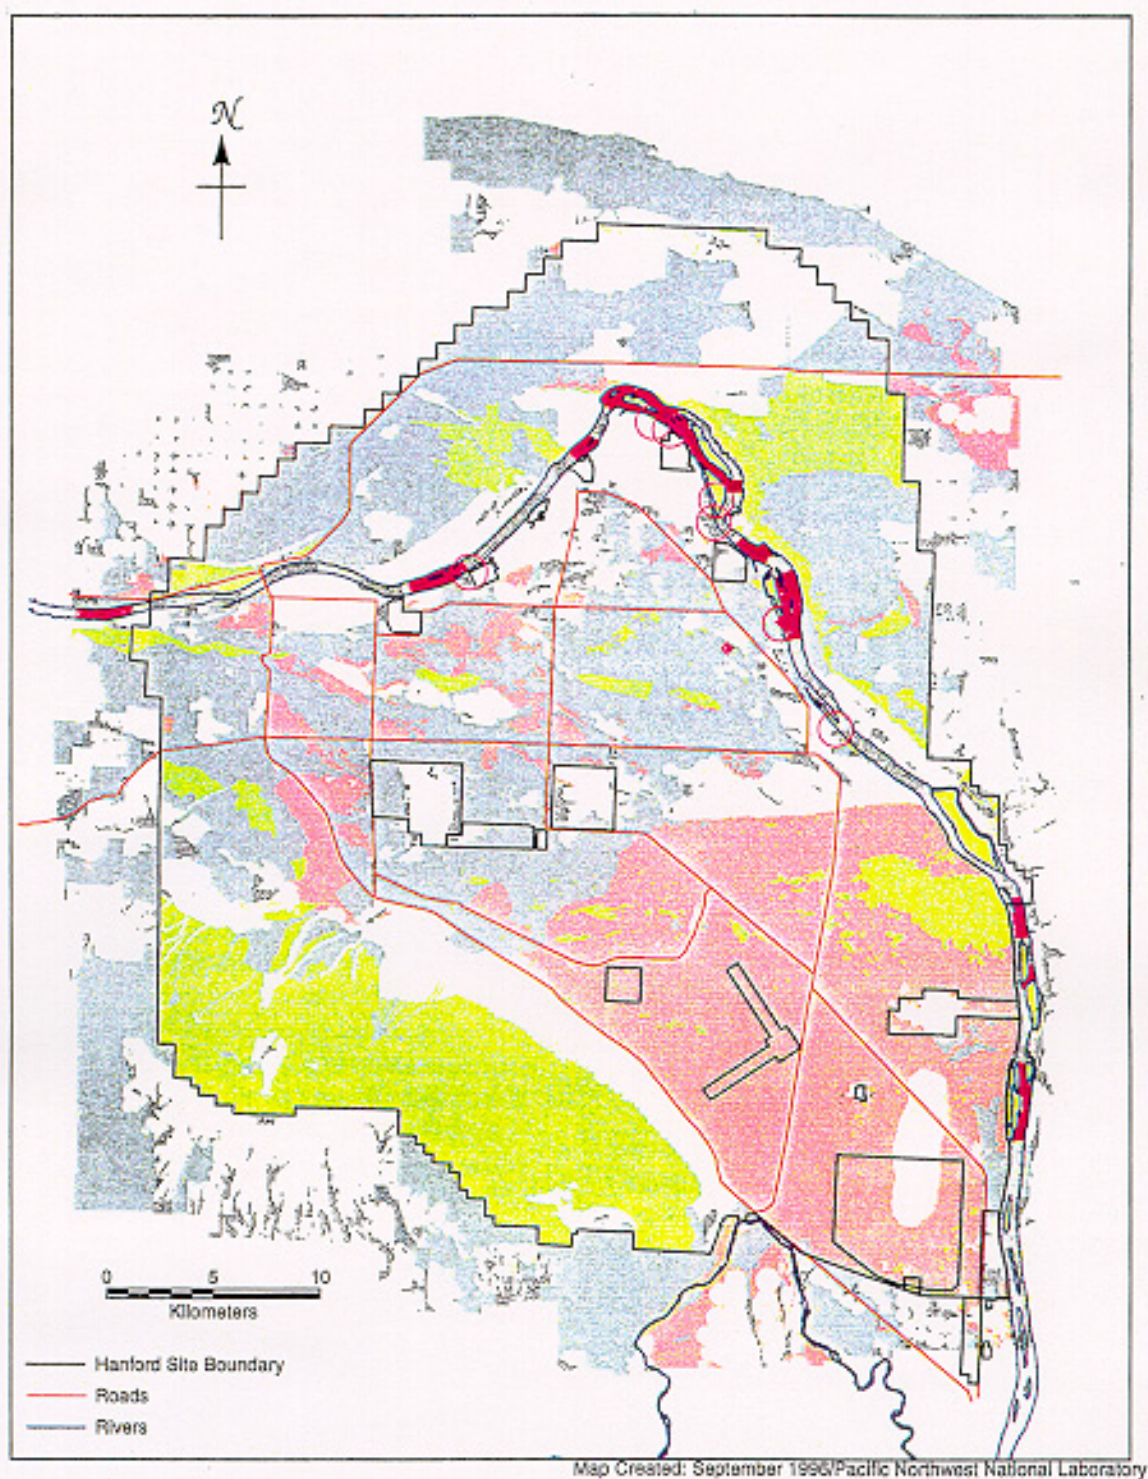 N
0 5 10
Kilometers
Hanford Site Boundary
Roads
Rivers
Map Created: September 1996/Pacific Northwest National Laboratory